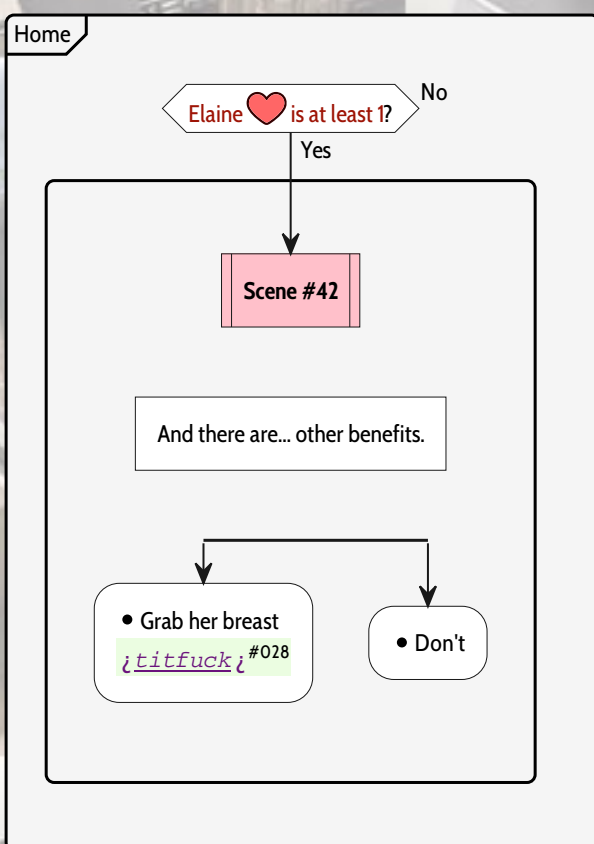 Home
Elaine is at least 1?
No
Yes
Scene #42
And there are... other benefits.
• Grab her breast
¿titfuck¿ #028
• Don't